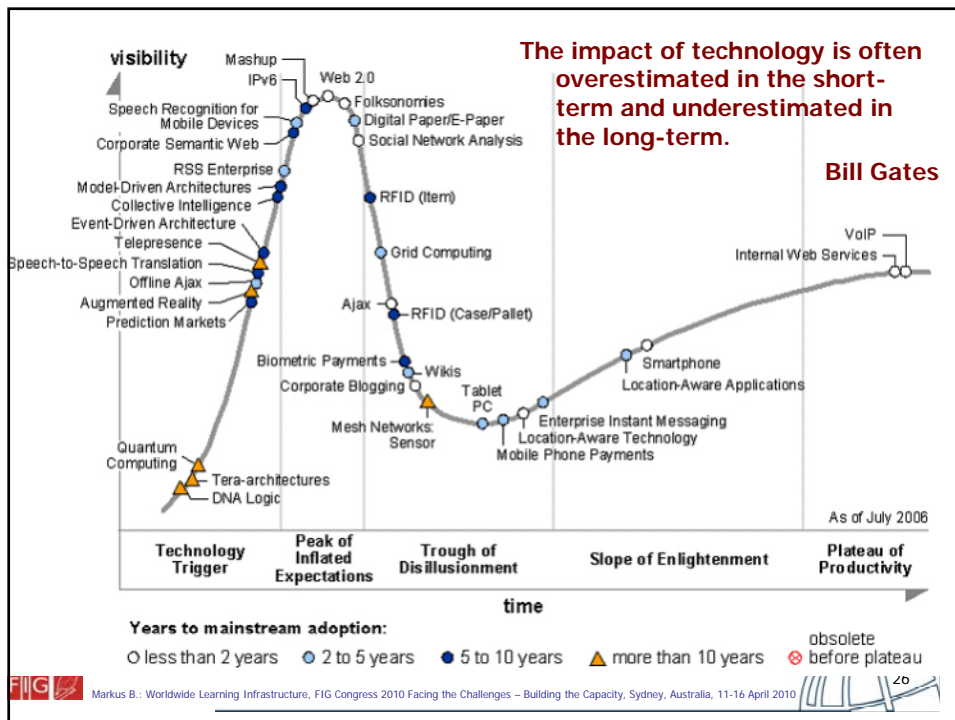 visibility
The impact of technology is often
overestimated in the short-
term and underestimated in
the long-term.
Bill Gates
Mashup
IPv6
Web 2.0
Speech Recognition for
Mobile Devices
Corporate Semantic Web
Folksonomies
Digital Paper/E-Paper
Social Network Analysis
RSS Enterprise
Model-Driven Architectures
Collective Intelligence
RFID (Item)
Event-Driven Architecture
Telepresence
Speech-to-Speech Translation
Offline Ajax
Augmented Reality
Prediction Markets
Grid Computing
VoIP
Internal Web Services
Ajax
RFID (Case/Pallet)
Biometric Payments
Wikis
Corporate Blogging
Mesh Networks:
Sensor
Tablet
PC
Smartphone
Location-Aware Applications
Enterprise Instant Messaging
Location-Aware Technology
Mobile Phone Payments
Quantum
Computing
Tera-architectures
DNA Logic
As of July 2006
Technology
Trigger
Peak of
Inflated
Expectations
Trough of
Disillusionment
Slope of Enlightenment
Plateau of
Productivity
time
Years to mainstream adoption:
less than 2 years
2 to 5 years
5 to 10 years
more than 10 years
obsolete
before plateau
26
FIG
Markus B.: Worldwide Learning Infrastructure, FIG Congress 2010 Facing the Challenges – Building the Capacity, Sydney, Australia, 11-16 April 2010